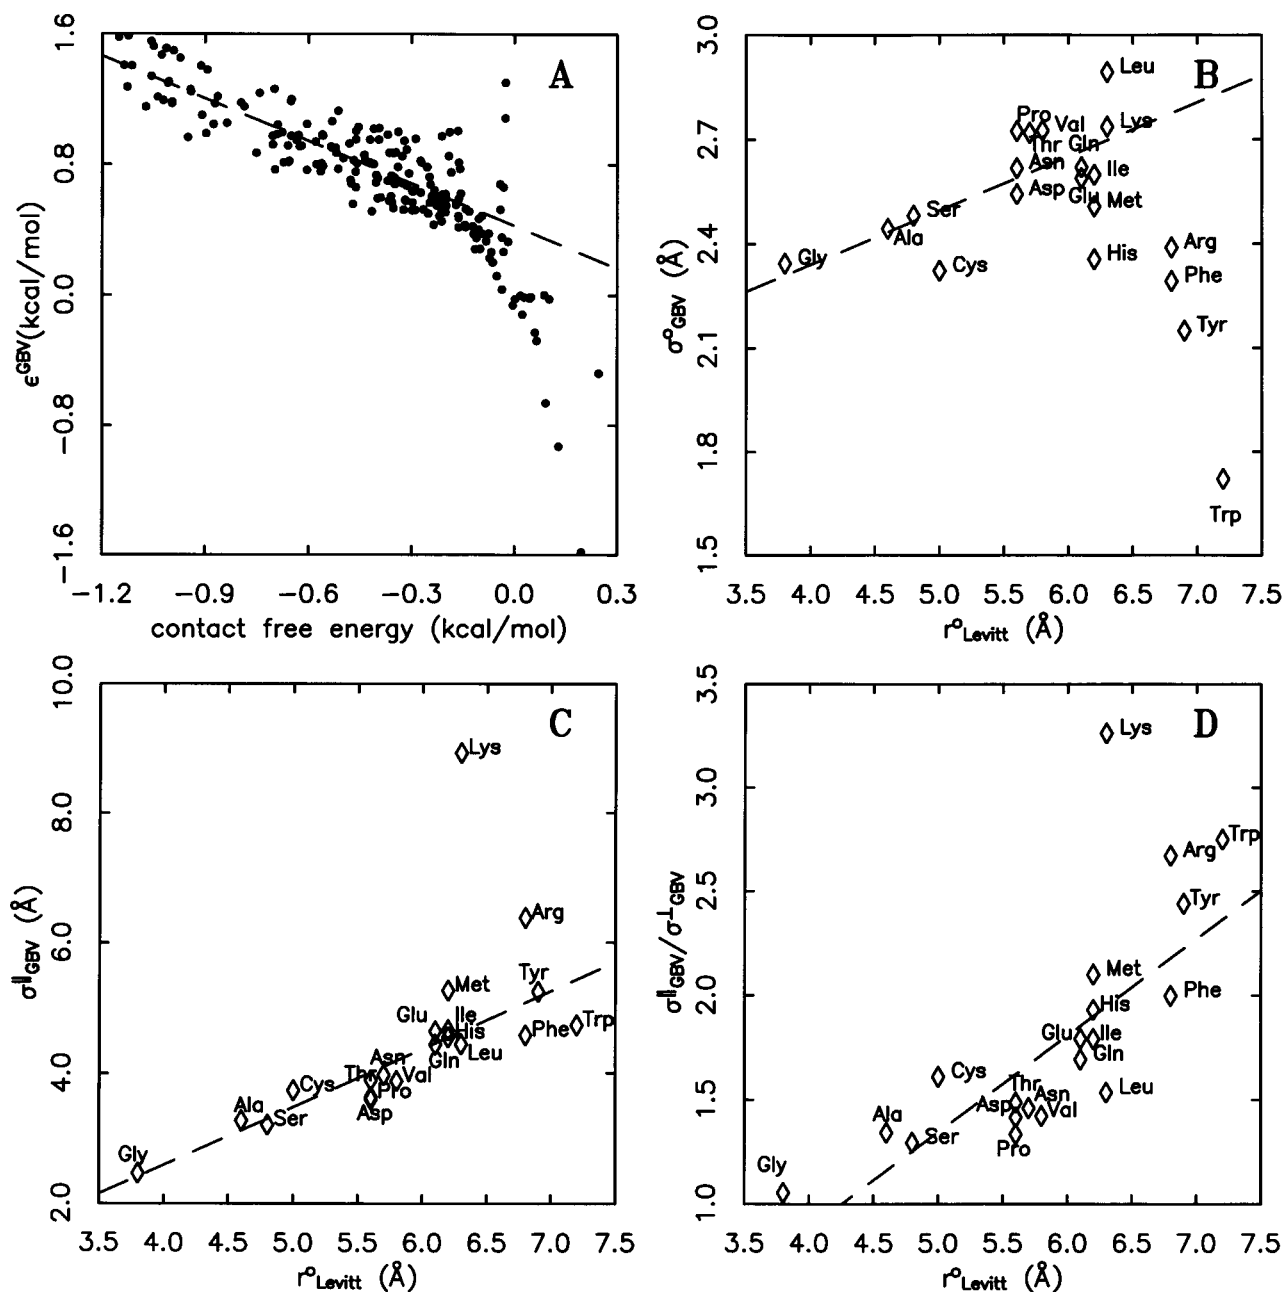 A
ϵGBV(kcal/mol)
1.6
0.8
0.0
−0.8
−1.6
−1.2 −0.9 −0.6 −0.3 0.0 0.3
contact free energy (kcal/mol)
B
σoGBV (Å)
3.0
2.7
2.4
2.1
1.8
1.5
Leu
Pro
Val
Lys
Thr
Gln
Asn
Ile
Asp
Glu
Met
Ser
Ala
Gly
Cys
His
Arg
Phe
Tyr
Trp
3.5 4.0 4.5 5.0 5.5 6.0 6.5 7.0 7.5
roLevitt (Å)
C
σ||GBV (Å)
10.0
8.0
6.0
4.0
2.0
Lys
Arg
Tyr
Met
Glu
Ile
His
Phe
Trp
Leu
Gln
Asn
Thr
Val
Pro
Asp
Cys
Ala
Ser
Gly
3.5 4.0 4.5 5.0 5.5 6.0 6.5 7.0 7.5
roLevitt (Å)
D
σ||GBV/σ⊥GBV
3.5
3.0
2.5
2.0
1.5
1.0
Lys
Trp
Arg
Tyr
Met
Phe
His
Glu
Ile
Gln
Leu
Cys
Thr
Asn
Asp
Val
Pro
Ala
Ser
Gly
3.5 4.0 4.5 5.0 5.5 6.0 6.5 7.0 7.5
roLevitt (Å)